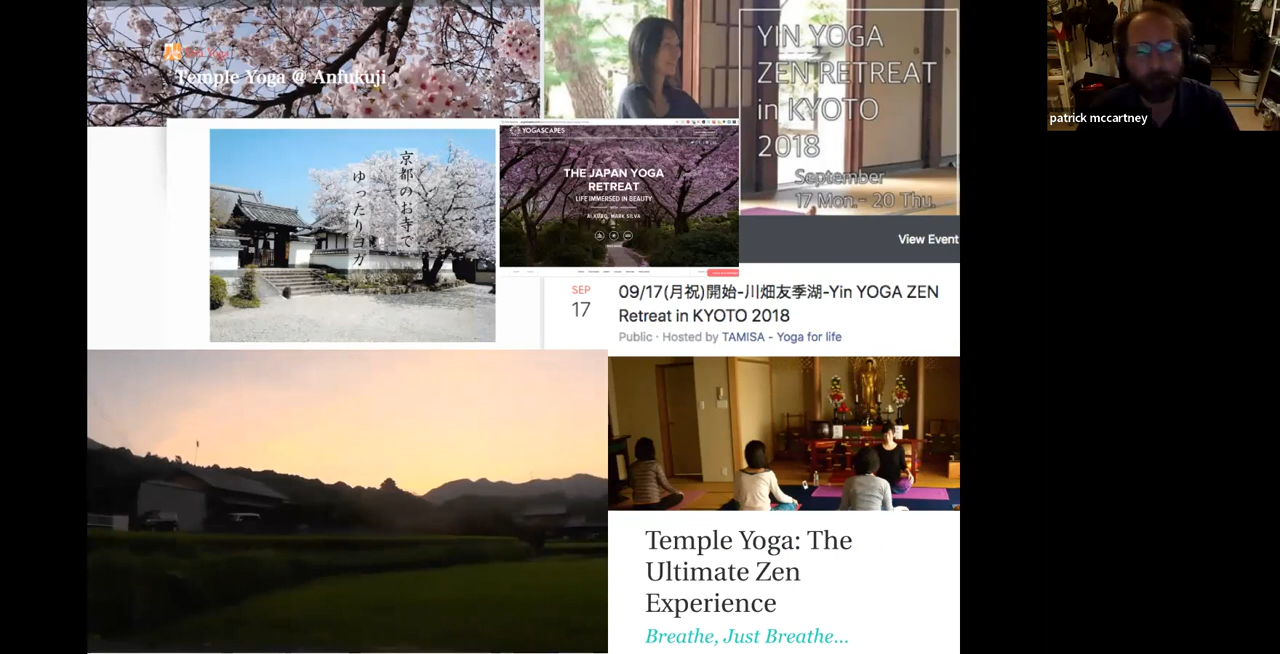 Temple Yoga @ Anfukuji
YIN YOGA
ZEN RETREAT
in KYOTO
2018
September
17 Mon.- 20 Thu.
View Event
京都のお寺で
ゆったりヨガ
YOGASCAPES
THE JAPAN YOGA
RETREAT
LIFE IMMERSED IN BEAUTY
SEP
17
09/17(月祝)開始-川畑友季湖-Yin YOGA ZEN
Retreat in KYOTO 2018
Public · Hosted by TAMISA - Yoga for life
Temple Yoga: The
Ultimate Zen
Experience
Breathe, Just Breathe...
patrick mccartney